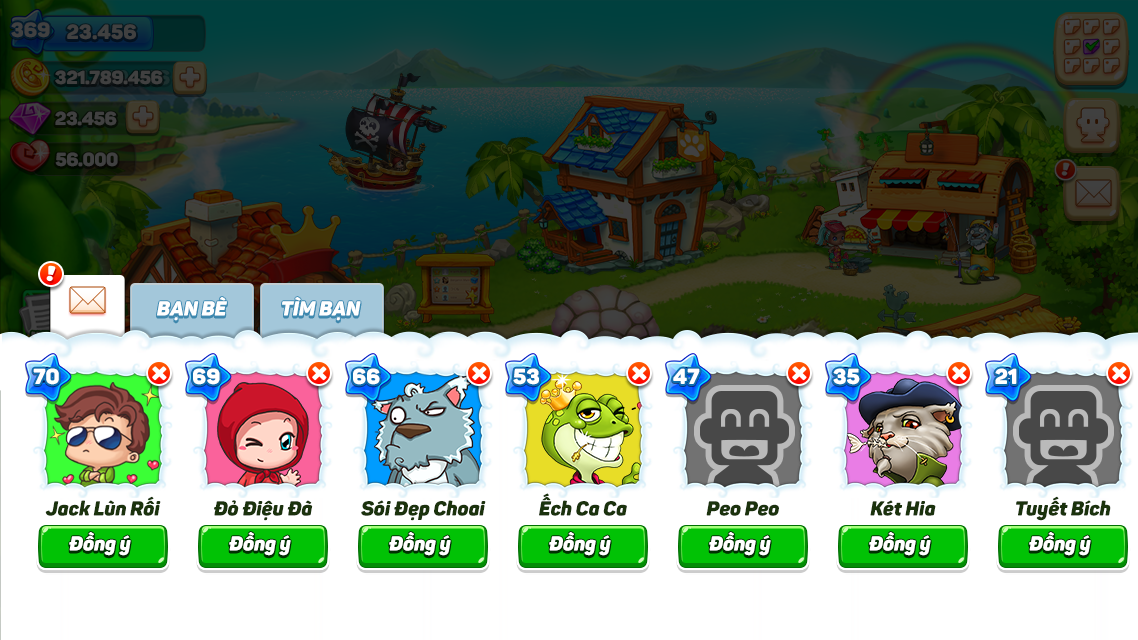 369 23.456
321.789.456
23.456
56.000
BẠN BÈ
TÌM BẠN
70
69
66
53
47
35
21
Jack Lùn Rối
Đỏ Điệu Đà
Sói Đẹp Choai
Ếch Ca Ca
Peo Peo
Két Hia
Tuyết Bích
Đồng ý
Đồng ý
Đồng ý
Đồng ý
Đồng ý
Đồng ý
Đồng ý